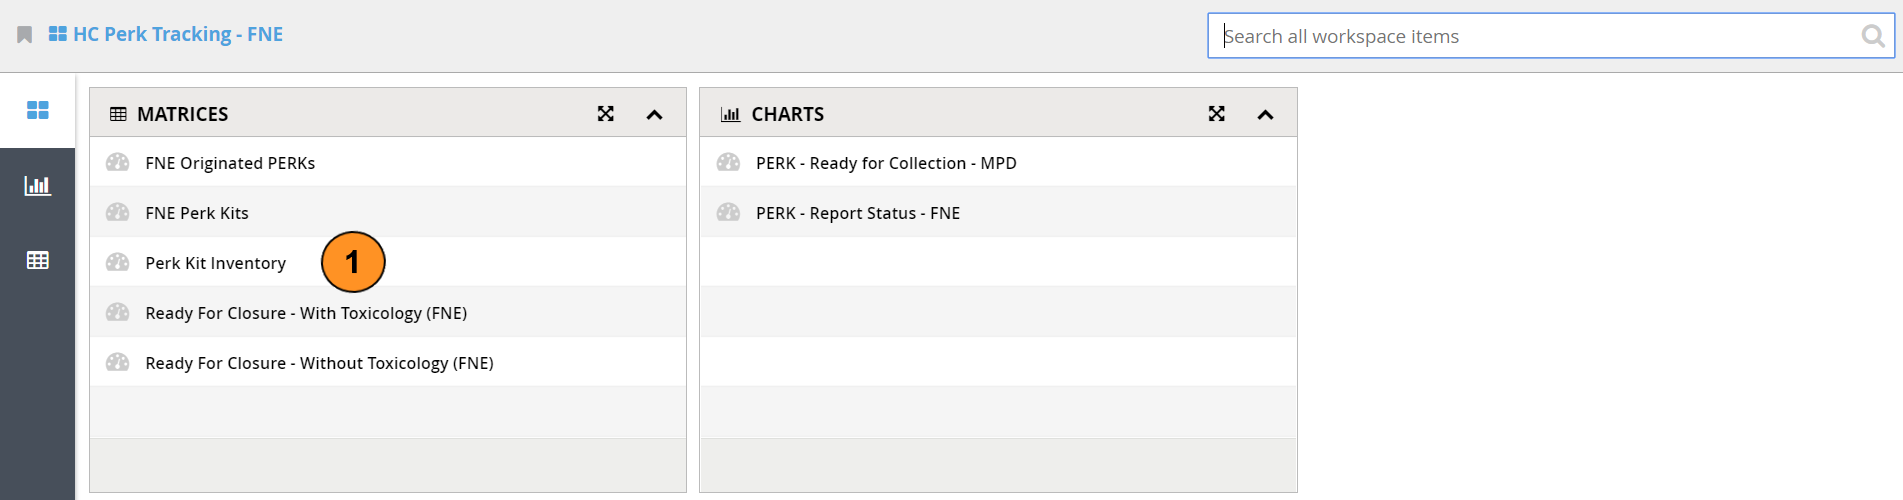 HC Perk Tracking - FNE
Search all workspace items
MATRICES
FNE Originated PERKs
FNE Perk Kits
Perk Kit Inventory
1
Ready For Closure - With Toxicology (FNE)
Ready For Closure - Without Toxicology (FNE)
CHARTS
PERK - Ready for Collection - MPD
PERK - Report Status - FNE